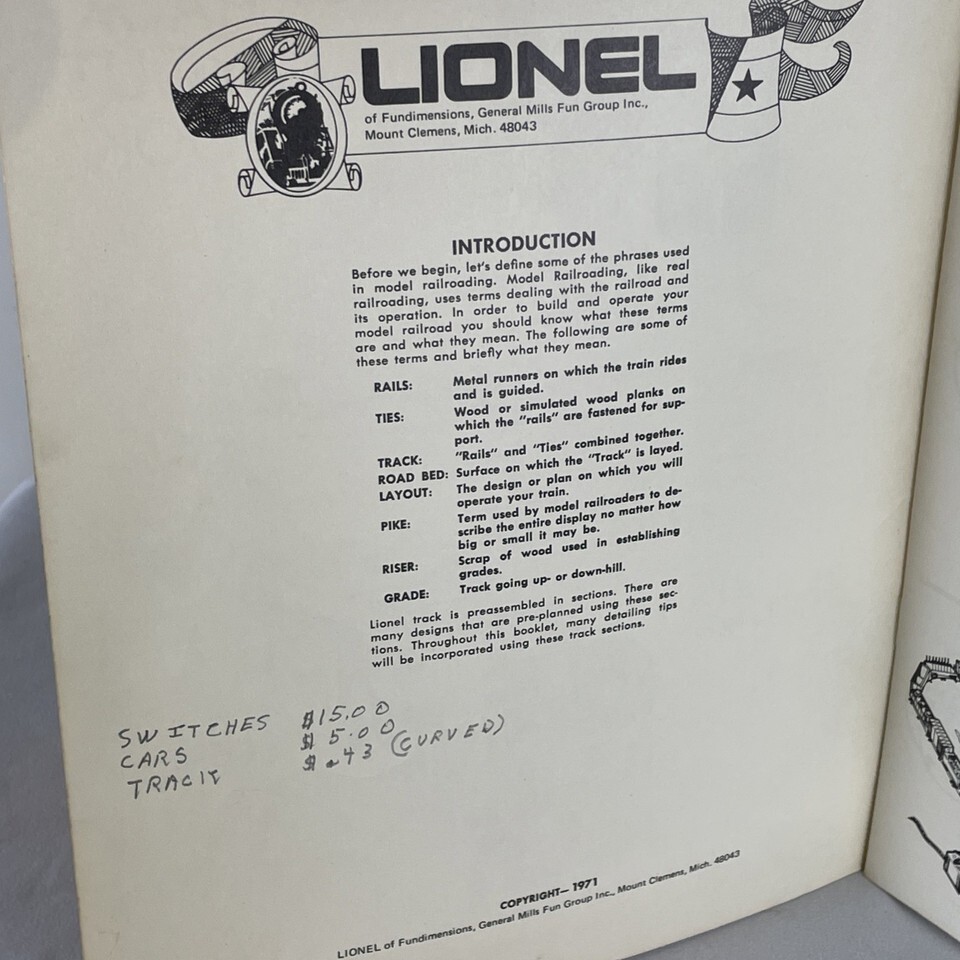 LIONEL
of Fundimensions, General Mills Fun Group Inc.,
Mount Clemens, Mich. 48043
INTRODUCTION
Before we begin, let's define some of the phrases used
in model railroading. Model Railroading, like real
railroading, uses terms dealing with the railroad and
its operation. In order to build and operate your
model railroad you should know what these terms
are and what they mean. The following are some of
these terms and briefly what they mean.
RAILS: Metal runners on which the train rides
and is guided.
TIES: Wood or simulated wood planks on
which the "rails" are fastened for sup-
port.
TRACK: "Rails" and "Ties" combined together.
ROAD BED: Surface on which the "Track" is layed.
LAYOUT: The design or plan on which you will
operate your train.
PIKE: Term used by model railroaders to de-
scribe the entire display no matter how
big or small it may be.
RISER: Scrap of wood used in establishing
grades.
GRADE: Track going up- or down-hill.
Lionel track is preassembled in sections. There are
many designs that are pre-planned using these sec-
tions. Throughout this booklet, many detailing tips
will be incorporated using these track sections.
SWITCHES $15.00
CARS $5.00
TRACK $.43 (CURVED)
COPYRIGHT—1971
LIONEL of Fundimensions, General Mills Fun Group Inc., Mount Clemens, Mich. 48043